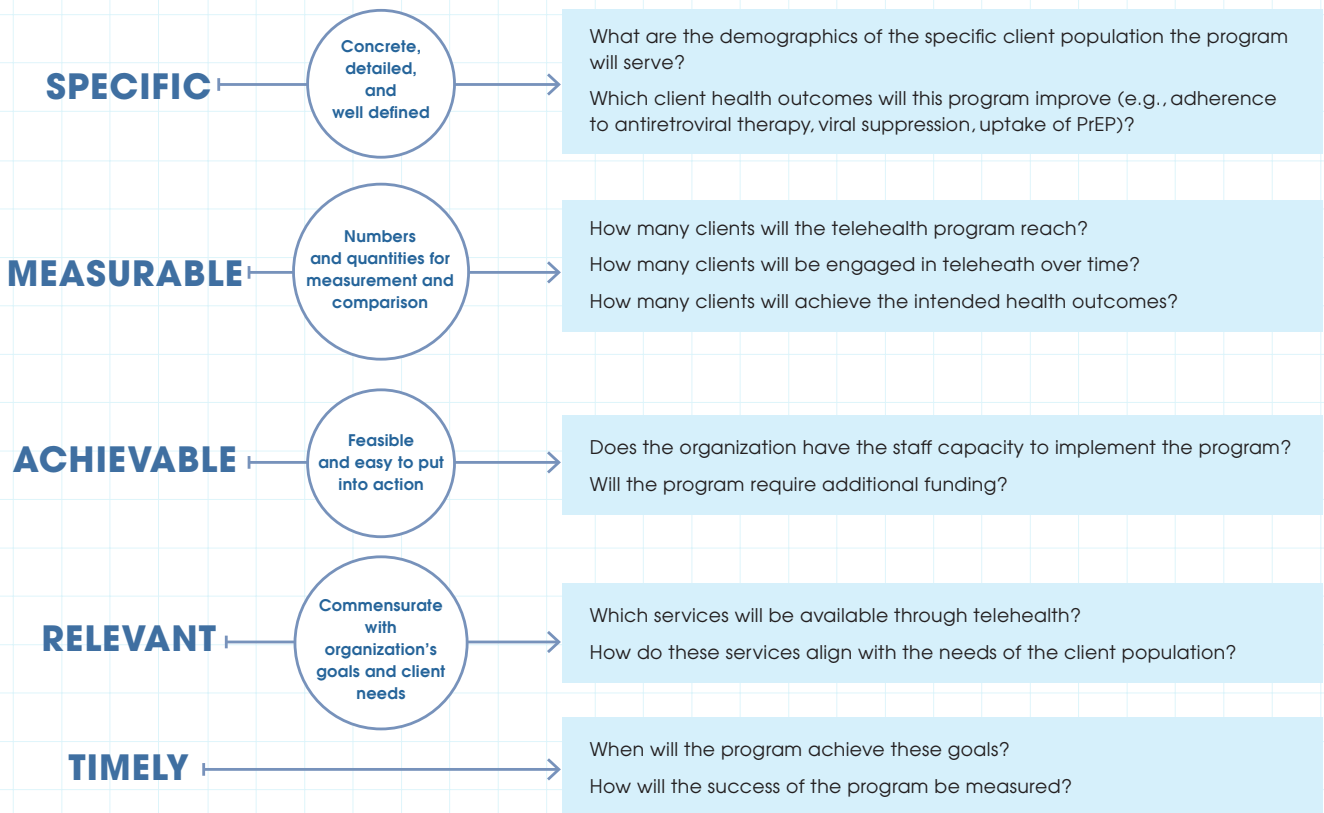 SPECIFIC
Concrete,
detailed,
and
well defined
What are the demographics of the specific client population the program
will serve?
Which client health outcomes will this program improve (e.g., adherence
to antiretroviral therapy, viral suppression, uptake of PrEP)?
MEASURABLE
Numbers
and quantities for
measurement and
comparison
How many clients will the telehealth program reach?
How many clients will be engaged in teleheath over time?
How many clients will achieve the intended health outcomes?
ACHIEVABLE
Feasible
and easy to put
into action
Does the organization have the staff capacity to implement the program?
Will the program require additional funding?
RELEVANT
Commensurate
with
organization's
goals and client
needs
Which services will be available through telehealth?
How do these services align with the needs of the client population?
TIMELY
When will the program achieve these goals?
How will the success of the program be measured?